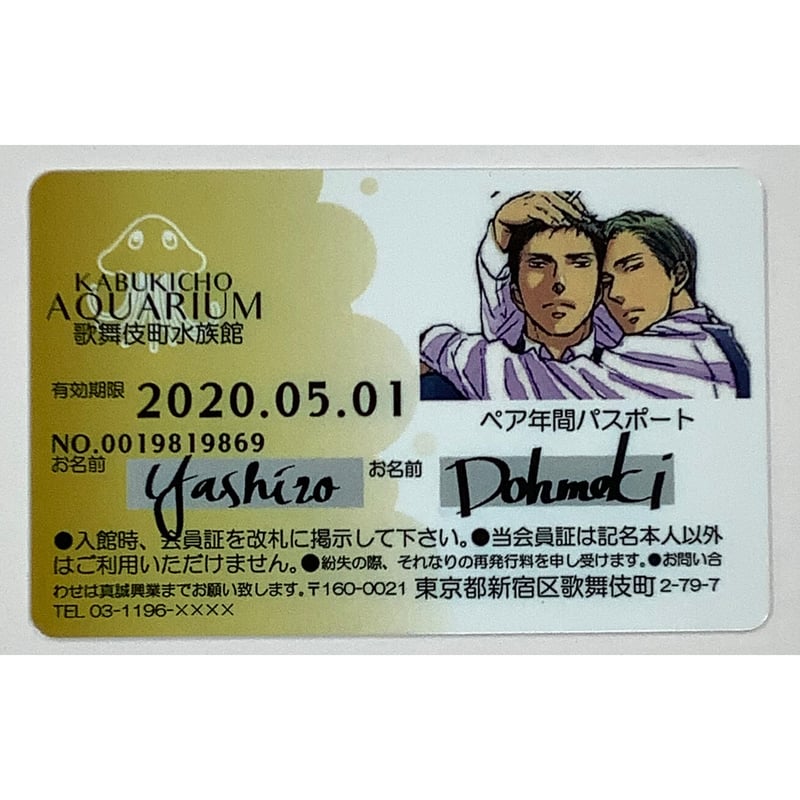 KABUKICHO
AQUARIUM
歌舞伎町水族館
有効期限 2020.05.01
ペア年間パスポート
NO.0019819869
お名前 Yashiro お名前 Dohmeki
●入館時、会員証を改札に掲示して下さい。●当会員証は記名本人以外
はご利用いただけません。●紛失の際、それなりの再発行料を申し受けます。●お問い合
わせは真誠興業までお願い致します。〒160-0021 東京都新宿区歌舞伎町 2-79-7
TEL 03-1196-××××